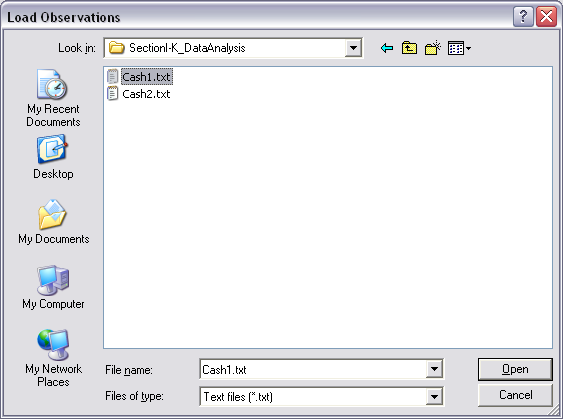 Load Observations
Look in: SectionI-K_DataAnalysis
Cash1.txt
Cash2.txt
My Recent
Documents
Desktop
My Documents
My Computer
My Network
Places
File name: Cash1.txt Open
Files of type: Text files (*.txt) Cancel